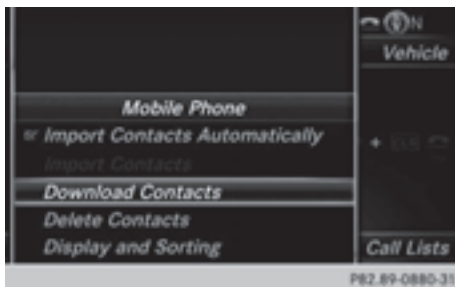 N
Vehicle
Mobile Phone
Import Contacts Automatically
Import Contacts
Download Contacts
Delete Contacts
Display and Sorting
Call Lists
P82.89-0880-31